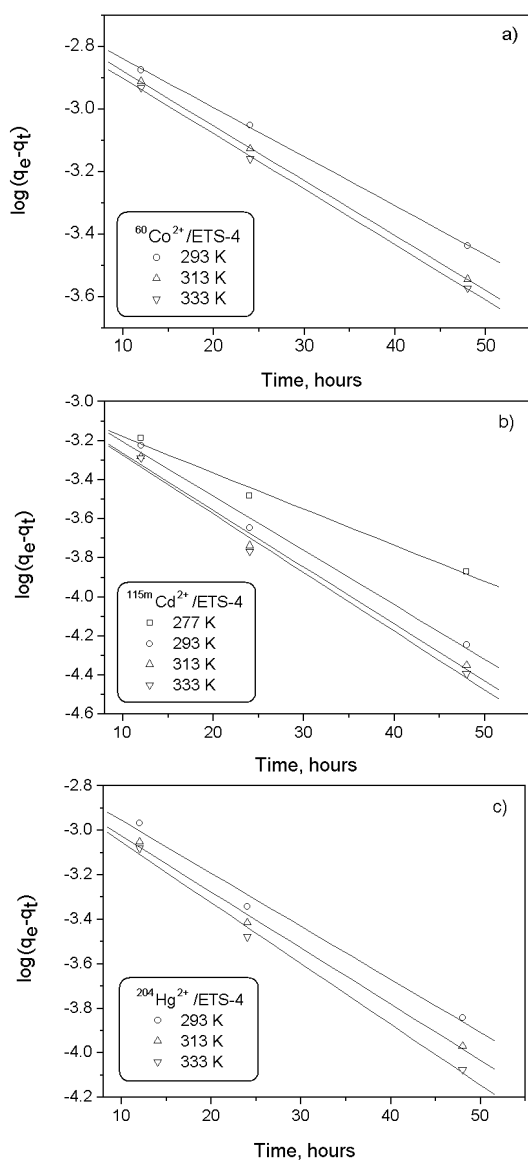 a)
-2.8
-3.0
-3.2
-3.4
-3.6
log (qₑ-qₜ)
⁶⁰Co²⁺/ETS-4
293 K
313 K
333 K
10 20 30 40 50
Time, hours
b)
-3.0
-3.2
-3.4
-3.6
-3.8
-4.0
-4.2
-4.4
-4.6
log(qₑ-qₜ)
¹¹⁵ᵐCd²⁺/ETS-4
277 K
293 K
313 K
333 K
10 20 30 40 50
Time, hours
c)
-2.8
-3.0
-3.2
-3.4
-3.6
-3.8
-4.0
-4.2
log(qₑ-qₜ)
²⁰⁴Hg²⁺/ETS-4
293 K
313 K
333 K
10 20 30 40 50
Time, hours